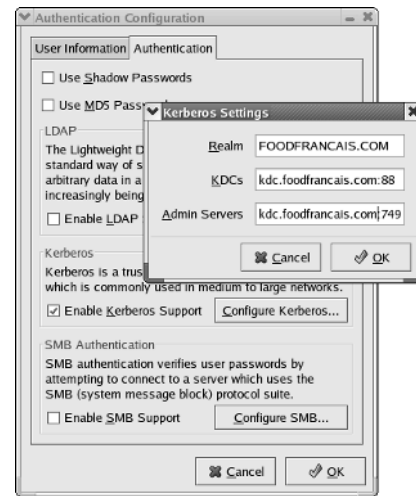 Authentication Configuration
User Information
Authentication
Use Shadow Passwords
Use MD5
Kerberos Settings
Realm
FOODFRANCAIS.COM
KDCs
kdc.foodfrancais.com:88
Admin Servers
kdc.foodfrancais.com:749
Cancel
OK
LDAP
The Lightweight
standard way of
arbitrary data in a
increasingly being
Enable LDAP
Kerberos
Kerberos is a
which is commonly used in medium to large networks.
Enable Kerberos Support
Configure Kerberos...
SMB Authentication
SMB authentication verifies user passwords by
attempting to connect to a server which uses the
SMB (system message block) protocol suite.
Enable SMB Support
Configure SMB...
Cancel
OK